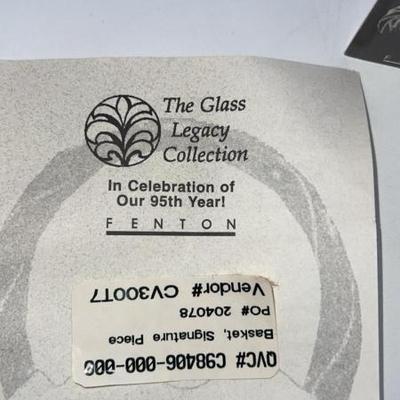 The Glass
Legacy
Collection
In Celebration of
Our 95th Year!
FENTON
QVC# C98406-000-000
Basket, Signature Piece
PO# 204078
Vendor# CV300T7